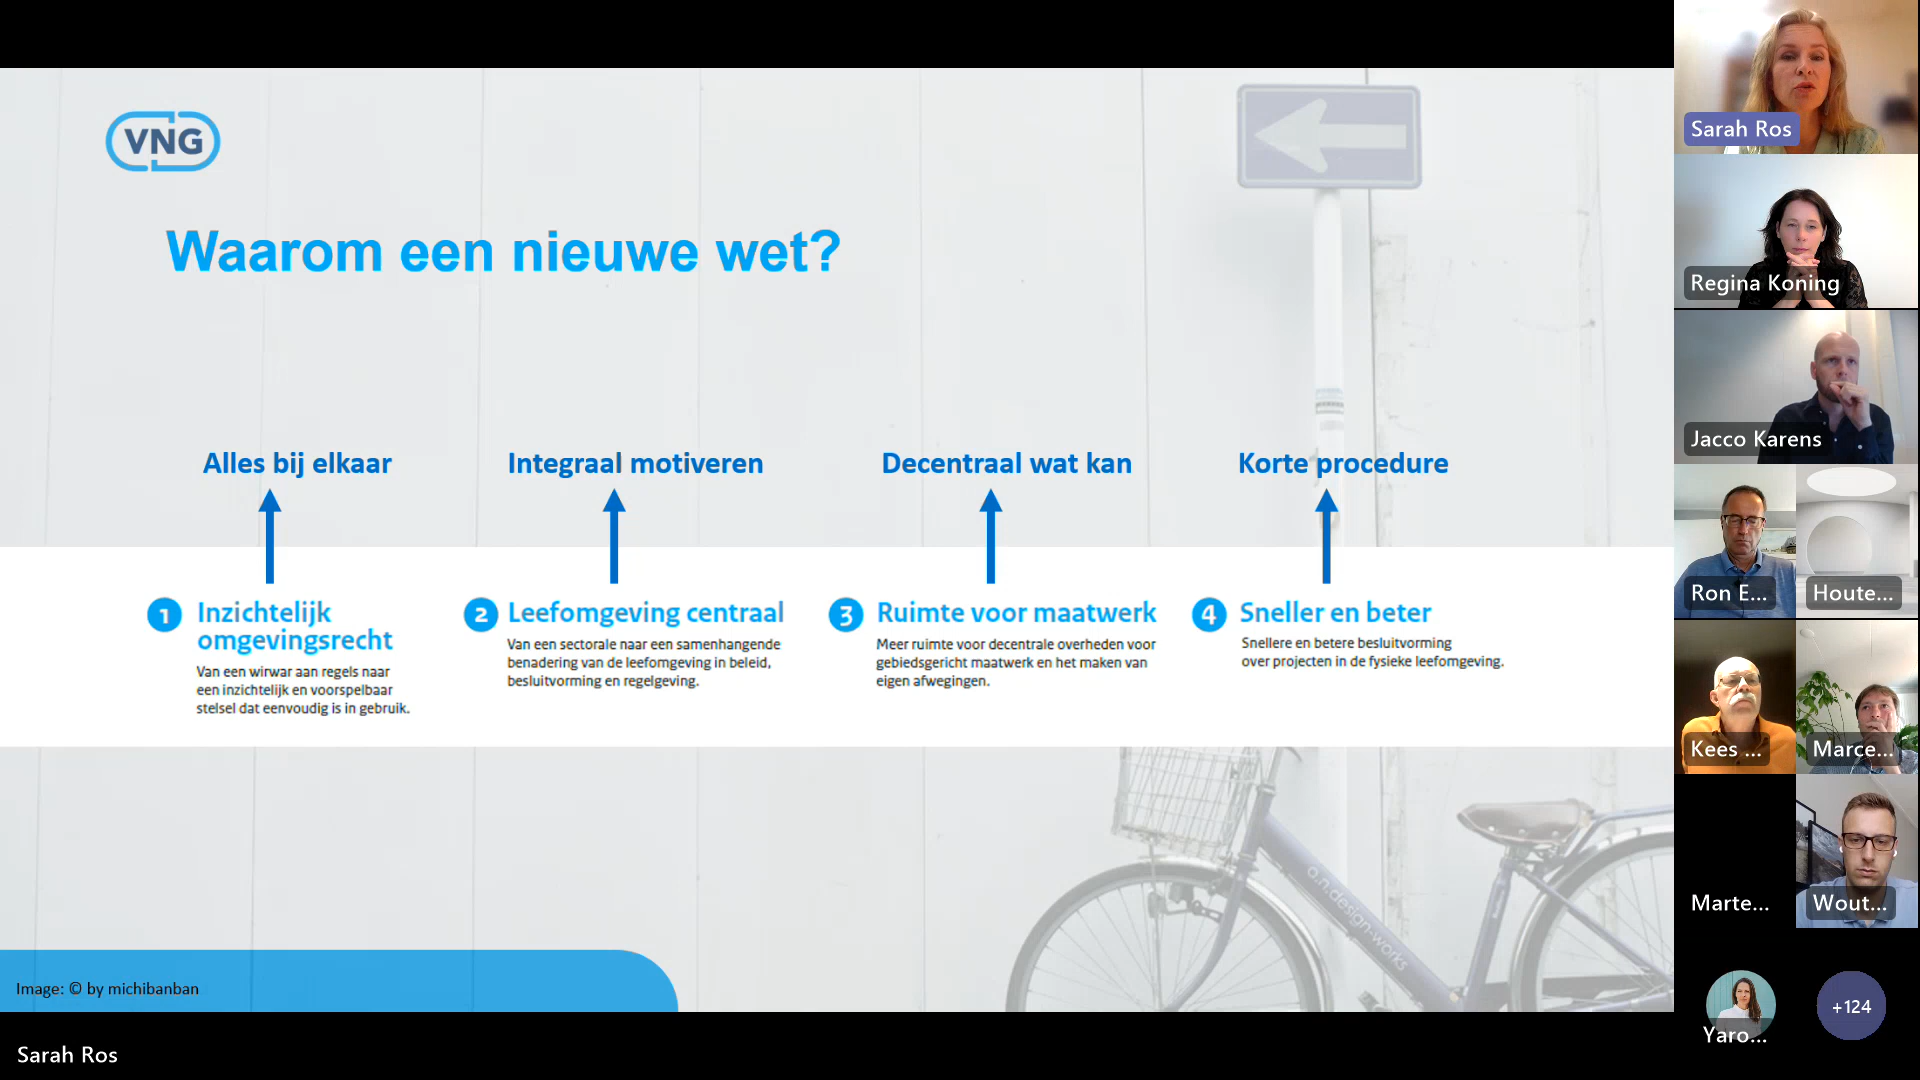 VNG
Waarom een nieuwe wet?
Alles bij elkaar
Integraal motiveren
Decentraal wat kan
Korte procedure
1 Inzichtelijk
omgevingsrecht
Van een wirwar aan regels naar
een inzichtelijk en voorspelbaar
stelsel dat eenvoudig is in gebruik.
2 Leefomgeving centraal
Van een sectorale naar een samenhangende
benadering van de leefomgeving in beleid,
besluitvorming en regelgeving.
3 Ruimte voor maatwerk
Meer ruimte voor decentrale overheden voor
gebiedsgericht maatwerk en het maken van
eigen afwegingen.
4 Sneller en beter
Snellere en betere besluitvorming
over projecten in de fysieke leefomgeving.
a.n.design-works
Image: © by michibanban
Sarah Ros
Sarah Ros
Regina Koning
Jacco Karens
Ron E...
Houte...
Kees ...
Marce...
Marte...
Wout...
Yaro...
+124